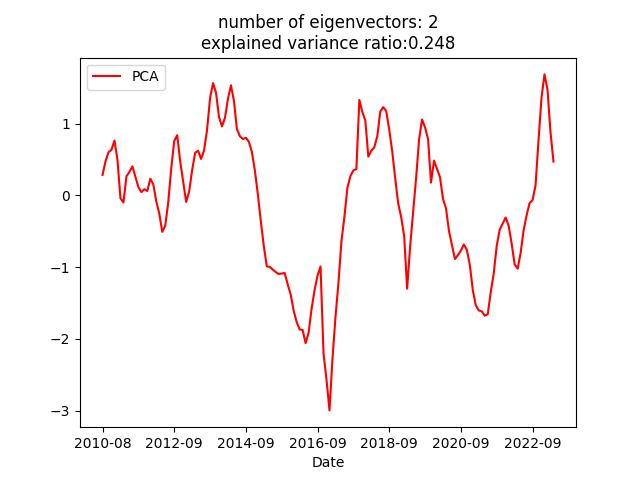 number of eigenvectors: 2
explained variance ratio:0.248
PCA
1
0
−1
−2
−3
2010-08 2012-09 2014-09 2016-09 2018-09 2020-09 2022-09
Date